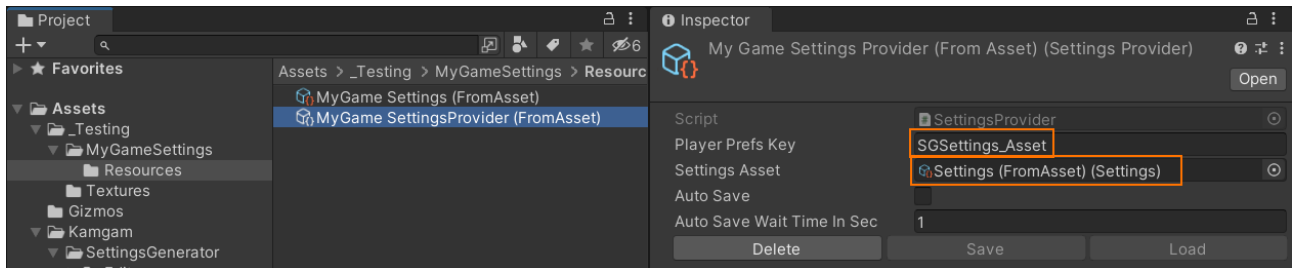 Project
6
Favorites
Assets
_Testing
MyGameSettings
Resources
Textures
Gizmos
Kamgam
SettingsGenerator
Assets > _Testing > MyGameSettings > Resourc
MyGame Settings (FromAsset)
MyGame SettingsProvider (FromAsset)
Inspector
My Game Settings Provider (From Asset) (Settings Provider)
Open
Script SettingsProvider
Player Prefs Key SGSettings_Asset
Settings Asset Settings (FromAsset) (Settings)
Auto Save
Auto Save Wait Time In Sec 1
Delete Save Load